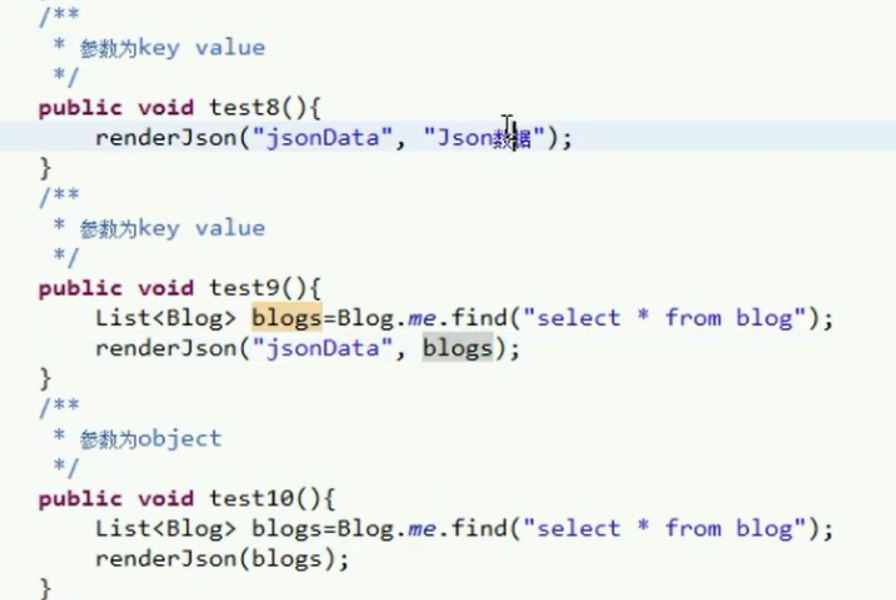 /**
 * 参数为key value
 */
public void test8(){
    renderJson("jsonData", "Json数据");
}
/**
 * 参数为key value
 */
public void test9(){
    List<Blog> blogs=Blog.me.find("select * from blog");
    renderJson("jsonData", blogs);
}
/**
 * 参数为object
 */
public void test10(){
    List<Blog> blogs=Blog.me.find("select * from blog");
    renderJson(blogs);
}